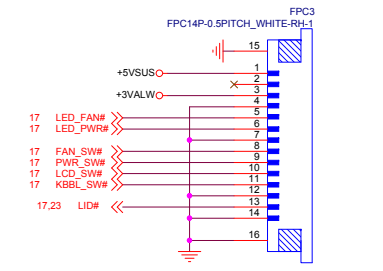 FPC3
FPC14P-0.5PITCH_WHITE-RH-1
15
+5VSUS 1
2
+3VALW 3
4
17 LED_FAN# 5
17 LED_PWR# 6
7
17 FAN_SW# 8
17 PWR_SW# 9
17 LCD_SW# 10
17 KBBL_SW# 11
12
17,23 LID# 13
14
16